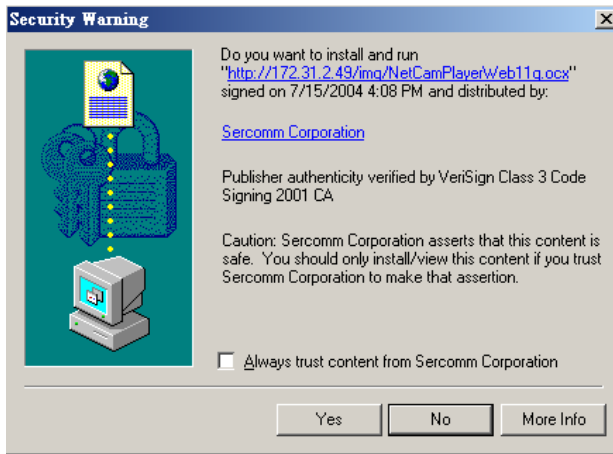 Security Warning
Do you want to install and run
"http://172.31.2.49/img/NetCamPlayerWeb11g.ocx"
signed on 7/15/2004 4:08 PM and distributed by:
Sercomm Corporation
Publisher authenticity verified by VeriSign Class 3 Code
Signing 2001 CA
Caution: Sercomm Corporation asserts that this content is
safe. You should only install/view this content if you trust
Sercomm Corporation to make that assertion.
Always trust content from Sercomm Corporation
Yes No More Info